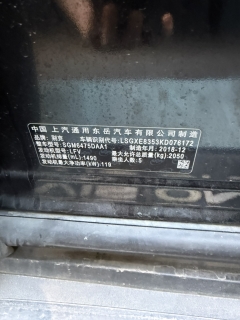 中国 上汽通用东岳汽车有限公司制造
品牌: 别克 车辆识别代号: LSGXE8353KD076172
整车型号: SGM6475DAA1 制造年月: 2018-12
发动机型号: LFV 最大允许总质量(kg): 2050
发动机排量(mL): 1490 乘坐人数: 5
发动机最大净功率(kW): 119